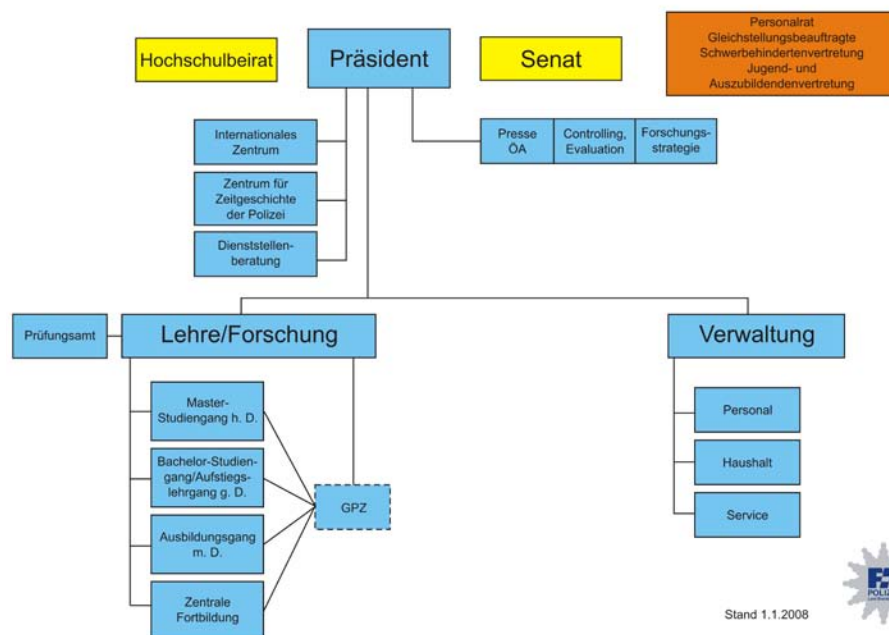 Hochschulbeirat
Präsident
Senat
Personalrat
Gleichstellungsbeauftragte
Schwerbehindertenvertretung
Jugend- und
Auszubildendenvertretung
Internationales
Zentrum
Presse
ÖA
Controlling,
Evaluation
Forschungs-
strategie
Zentrum für
Zeitgeschichte
der Polizei
Dienststellen-
beratung
Prüfungsamt
Lehre/Forschung
Verwaltung
Master-
Studiengang h. D.
Bachelor-Studien-
gang/Aufstiegs-
lehrgang g. D.
Ausbildungsgang
m. D.
Zentrale
Fortbildung
GPZ
Personal
Haushalt
Service
Stand 1.1.2008